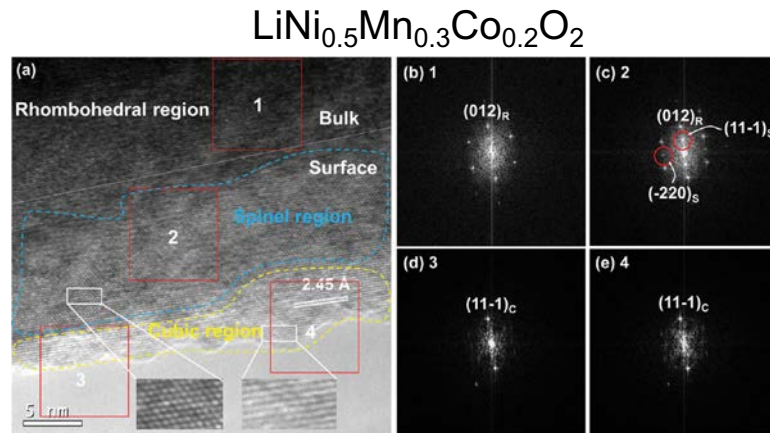 LiNi0.5Mn0.3Co0.2O2
(a)
1
Rhombohedral region
Bulk
Surface
Spinel region
2
2.45 Å
Cubic region
4
3
5 nm
(b) 1
(012)R
(c) 2
(012)R
(11-1)S
(-220)S
(d) 3
(11-1)C
(e) 4
(11-1)C